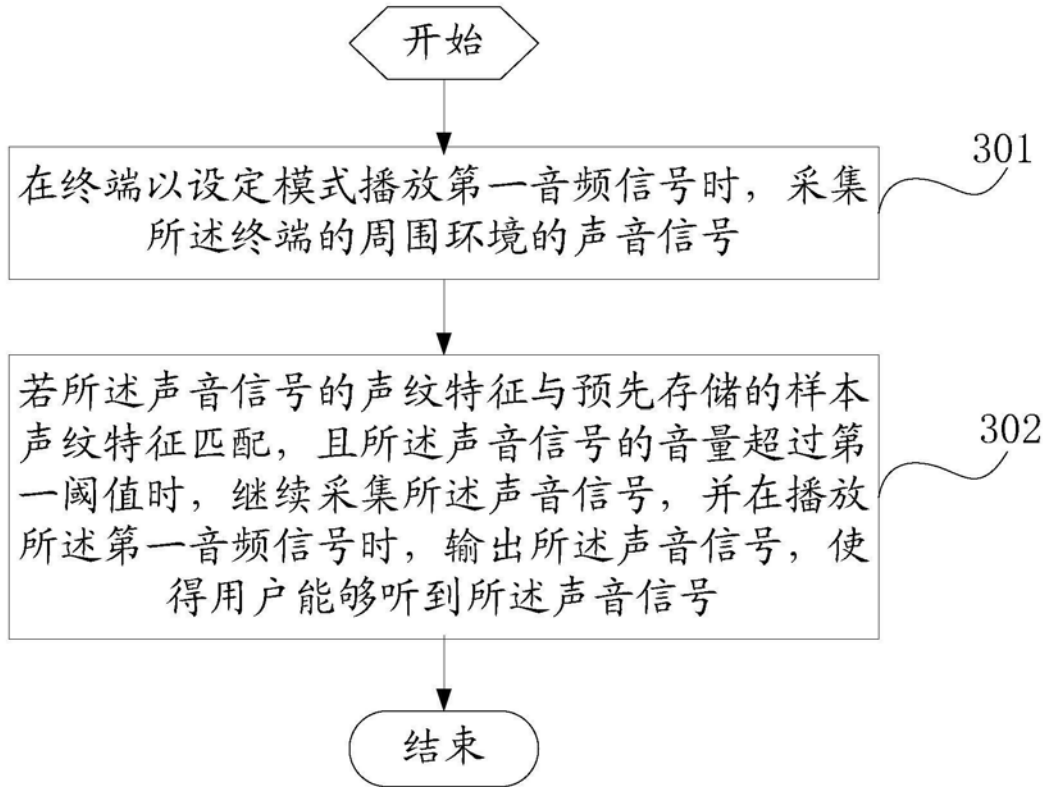 开始
在终端以设定模式播放第一音频信号时，采集
所述终端的周围环境的声音信号
301
若所述声音信号的声纹特征与预先存储的样本
声纹特征匹配，且所述声音信号的音量超过第
一阈值时，继续采集所述声音信号，并在播放
所述第一音频信号时，输出所述声音信号，使
得用户能够听到所述声音信号
302
结束